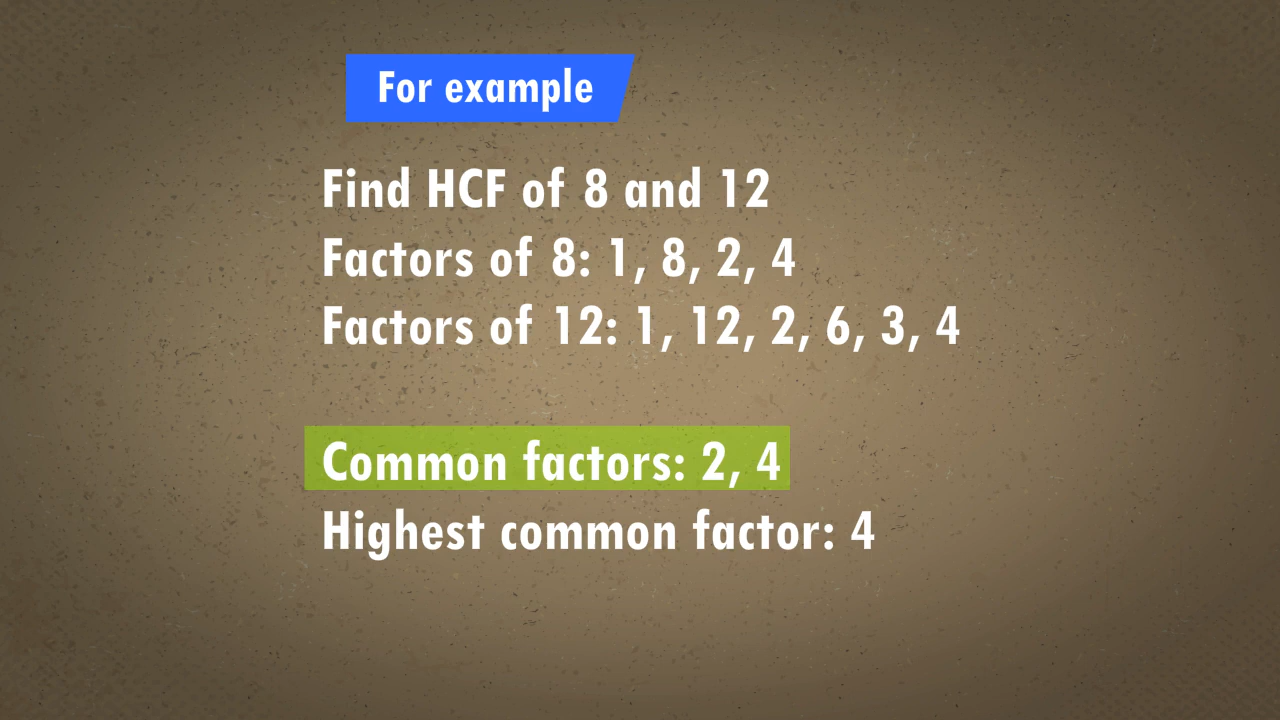 For example
Find HCF of 8 and 12
Factors of 8: 1, 8, 2, 4
Factors of 12: 1, 12, 2, 6, 3, 4
Common factors: 2, 4
Highest common factor: 4